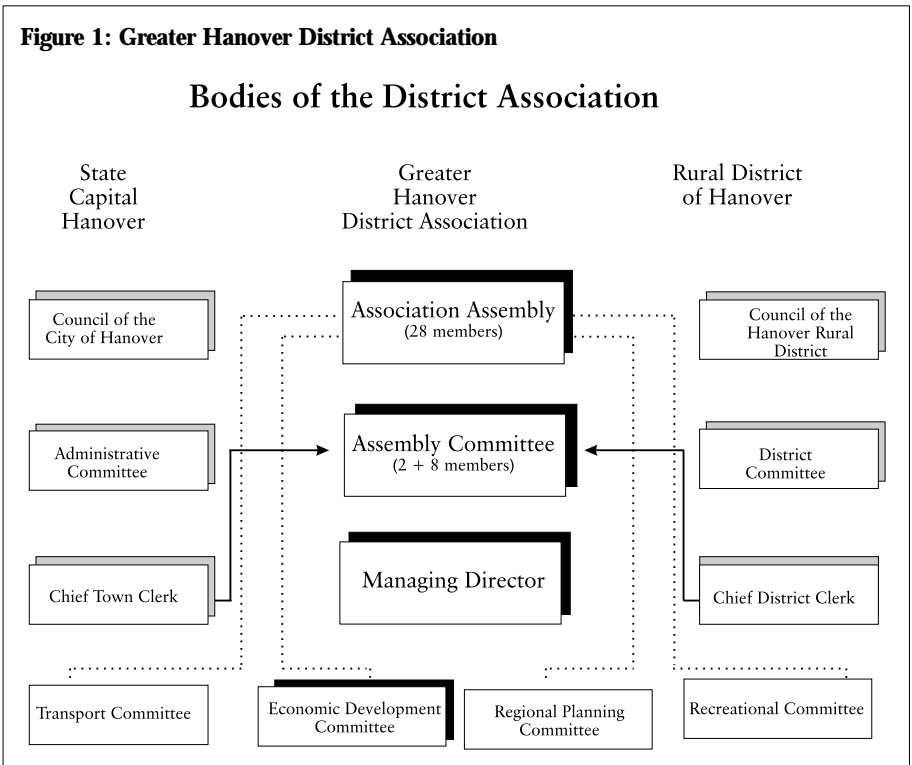 Figure 1: Greater Hanover District Association
Bodies of the District Association
State
Capital
Hanover
Greater
Hanover
District Association
Rural District
of Hanover
Council of the
City of Hanover
Association Assembly
(28 members)
Council of the
Hanover Rural
District
Administrative
Committee
Assembly Committee
(2 + 8 members)
District
Committee
Chief Town Clerk
Managing Director
Chief District Clerk
Transport Committee
Economic Development
Committee
Regional Planning
Committee
Recreational Committee